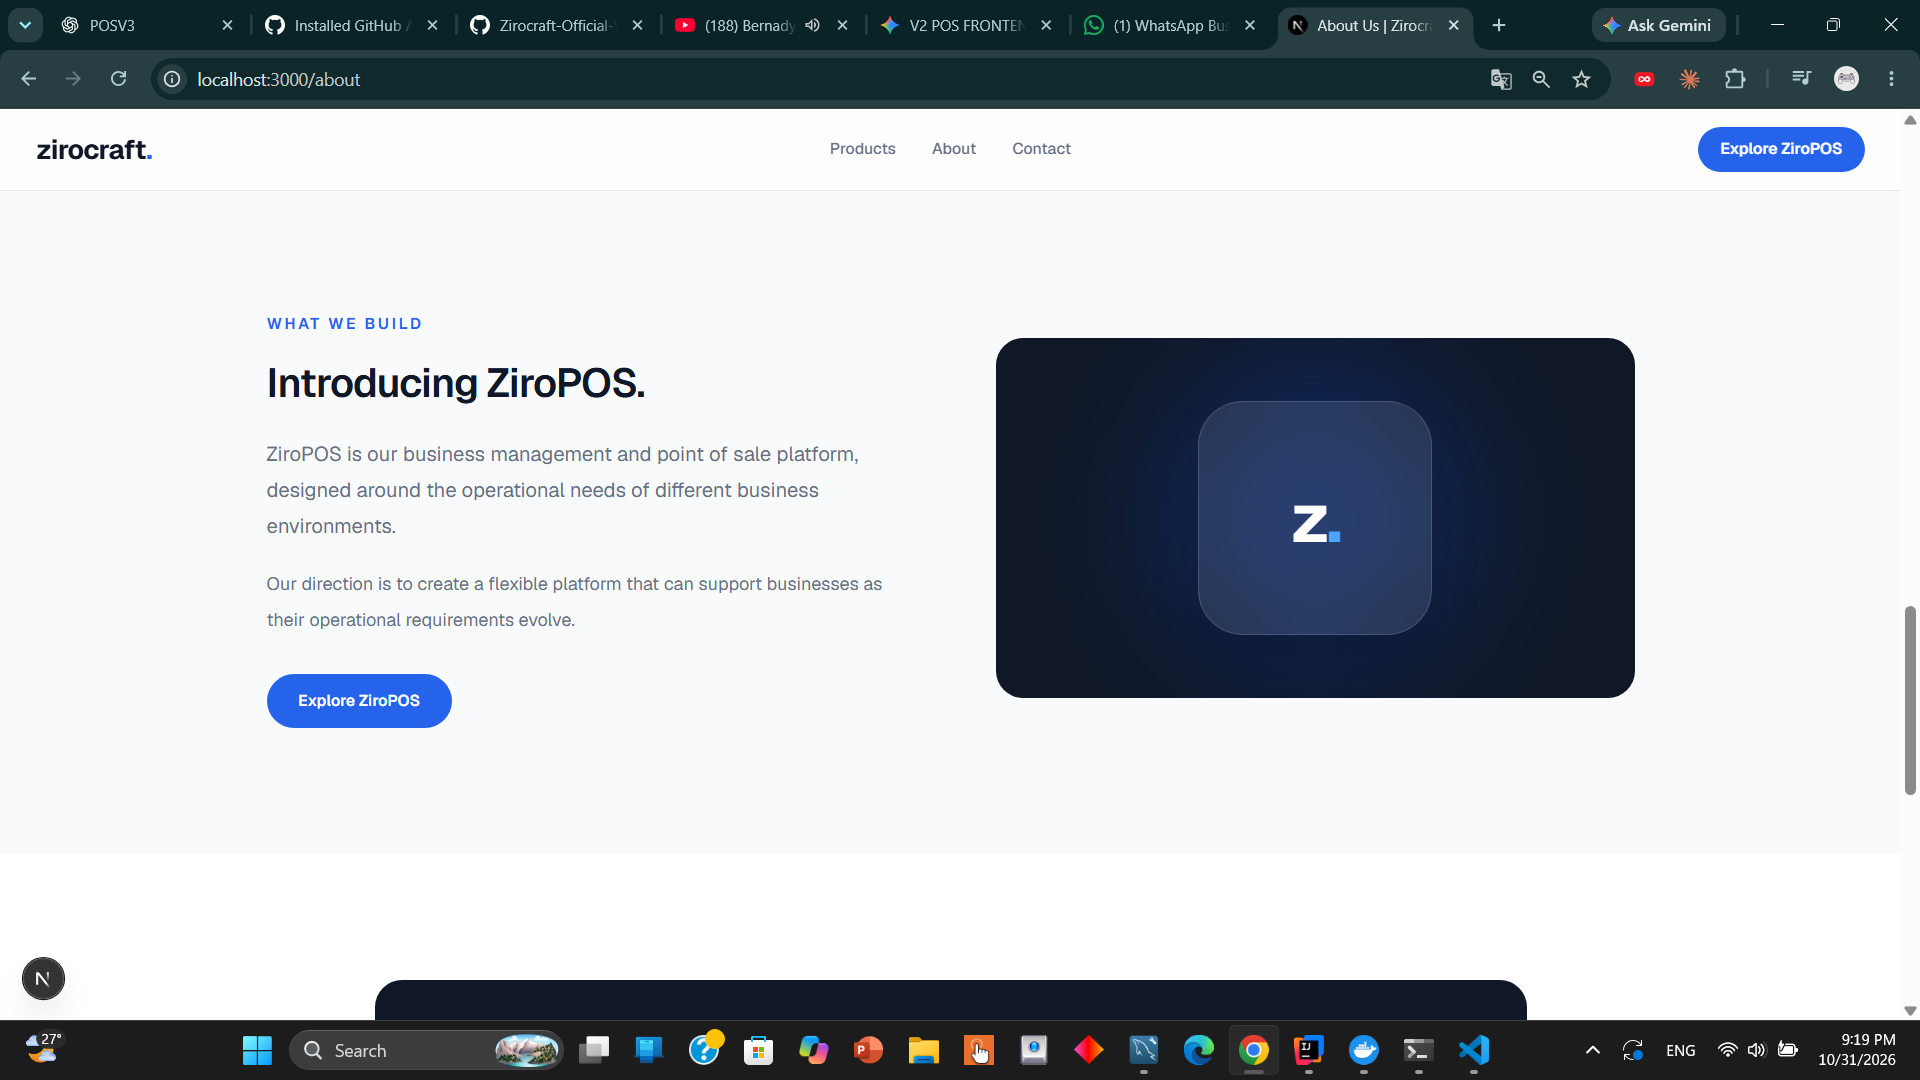 POSV3
Installed GitHub A
Zirocraft-Official-
(188) Bernady
V2 POS FRONTEN
(1) WhatsApp Bus
About Us | Zirocra
Ask Gemini
localhost:3000/about
zirocraft.
Products
About
Contact
Explore ZiroPOS
WHAT WE BUILD
Introducing ZiroPOS.
ZiroPOS is our business management and point of sale platform,
designed around the operational needs of different business
environments.
Our direction is to create a flexible platform that can support businesses as
their operational requirements evolve.
Explore ZiroPOS
z.
N
27°
Search
ENG
9:19 PM
10/31/2026